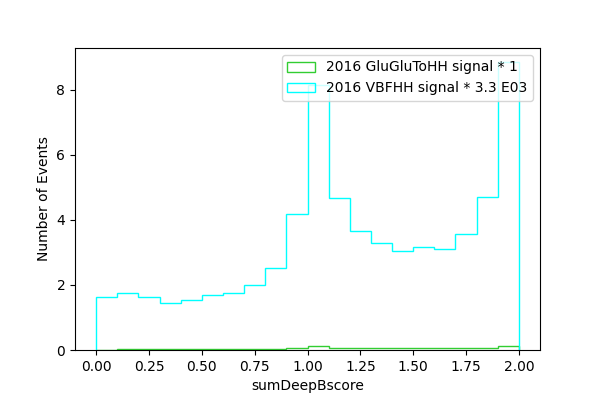 2016 GluGluToHH signal * 1
2016 VBFHH signal * 3.3 E03
Number of Events
8
6
4
2
0
0.00 0.25 0.50 0.75 1.00 1.25 1.50 1.75 2.00
sumDeepBscore